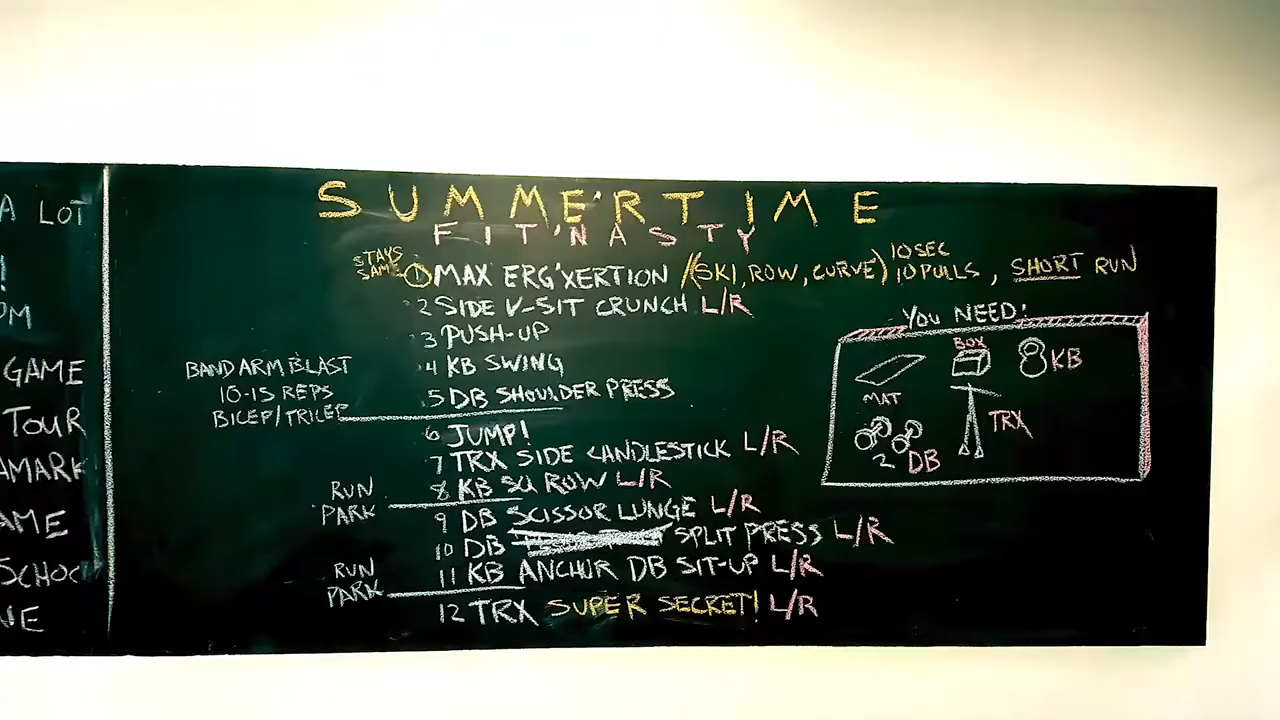 A LOT
!
PM
GAME
TOUR
AMARK
AME
SCHOO
NE
SUMMERTIME
FIT'NASTY
STAYS
SAME
1 MAX ERG'XERTION /(SKI, ROW, CURVE) 10 SEC
10 PULLS, SHORT RUN
2 SIDE V-SIT CRUNCH L/R
3 PUSH-UP
4 KB SWING
5 DB SHOULDER PRESS
BAND ARM BLAST
10-15 REPS
BICEP/TRICEP
6 JUMP!
7 TRX SIDE CANDLESTICK L/R
8 KB SQ ROW L/R
RUN
PARK
9 DB SCISSOR LUNGE L/R
10 DB SPLIT PRESS L/R
11 KB ANCHOR DB SIT-UP L/R
RUN
PARK
12 TRX SUPER SECRET! L/R
YOU NEED:
MAT
BOX
KB
2 DB
TRX